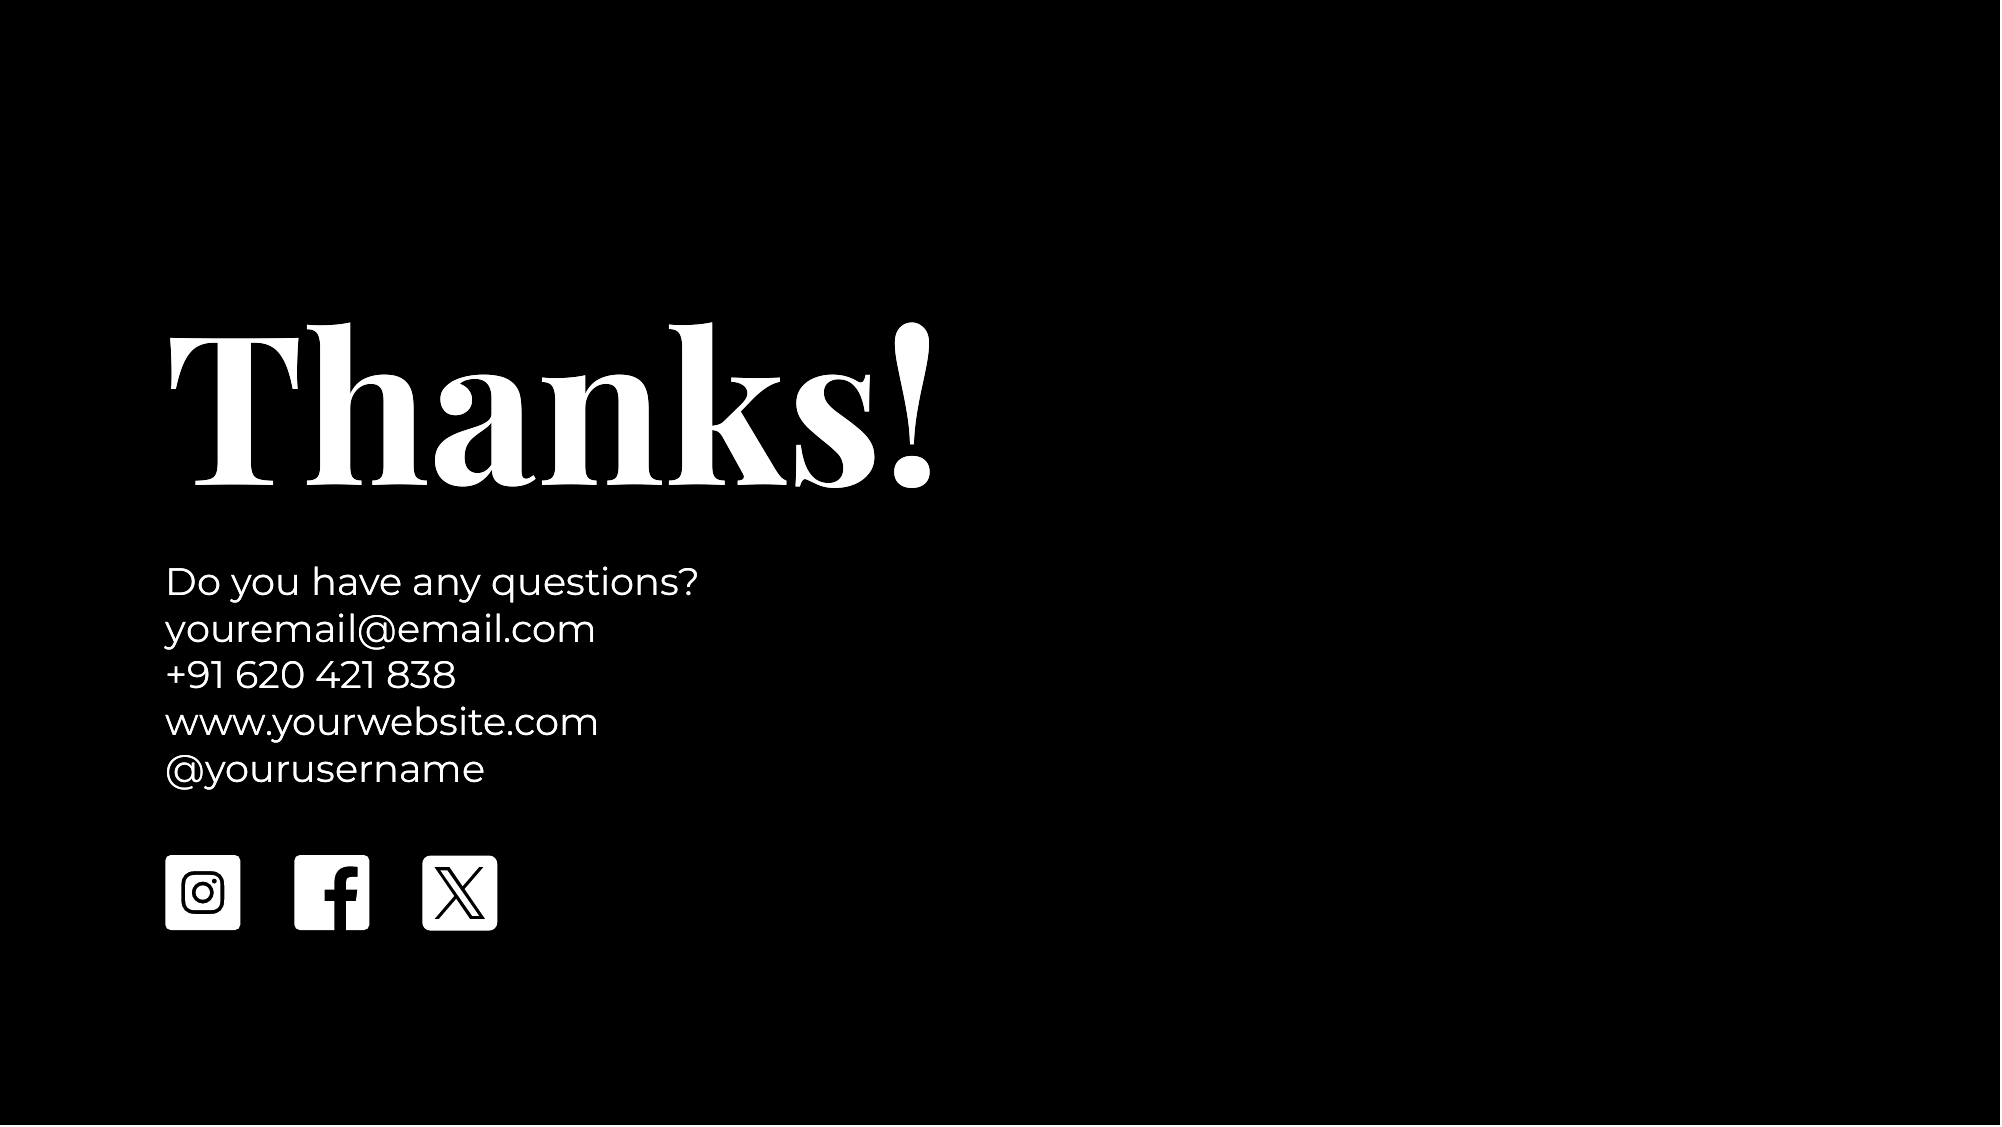 Thanks!
Do you have any questions?
youremail@email.com
+91 620 421 838
www.yourwebsite.com
@yourusername